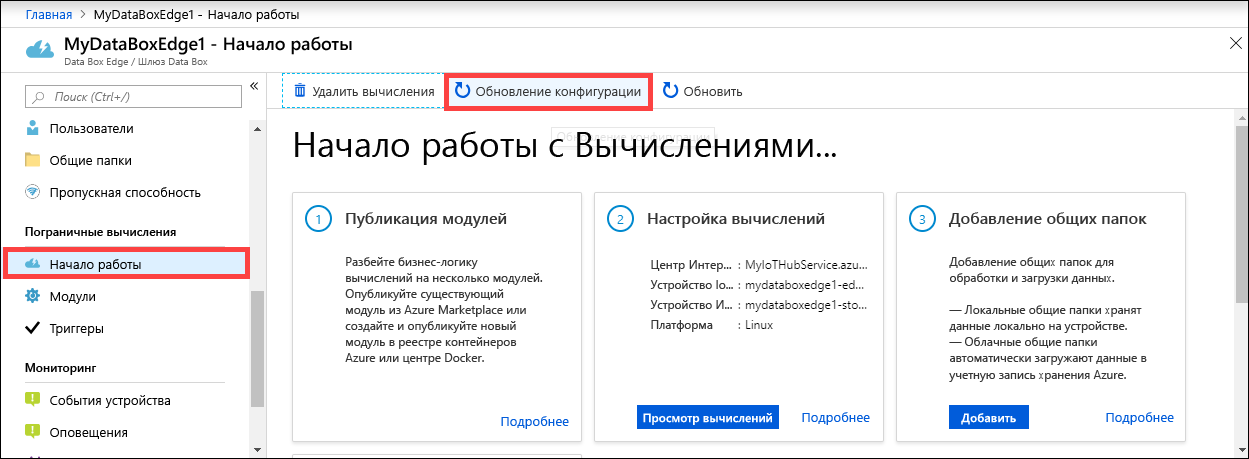 Главная > MyDataBoxEdge1 - Начало работы
MyDataBoxEdge1 - Начало работы
Data Box Edge / Шлюз Data Box
Поиск (Ctrl+/)
Пользователи
Общие папки
Пропускная способность
Пограничные вычисления
Начало работы
Модули
Триггеры
Мониторинг
События устройства
Оповещения
Удалить вычисления
Обновление конфигурации
Обновить
Обновление конфигурации
Начало работы с Вычислениями...
1 Публикация модулей
Разбейте бизнес-логику
вычислений на несколько модулей.
Опубликуйте существующий
модуль из Azure Marketplace или
создайте и опубликуйте новый
модуль в реестре контейнеров
Azure или центре Docker.
Подробнее
2 Настройка вычислений
Центр Интер... : MyIoTHubService.azu...
Устройство Io... : mydataboxedge1-ed...
Устройство И... : mydataboxedge1-sto...
Платформа : Linux
Просмотр вычислений
Подробнее
3 Добавление общих папок
Добавление общих папок для
обработки и загрузки данных.
— Локальные общие папки хранят
данные локально на устройстве.
— Облачные общие папки
автоматически загружают данные в
учетную запись хранения Azure.
Добавить
Подробнее